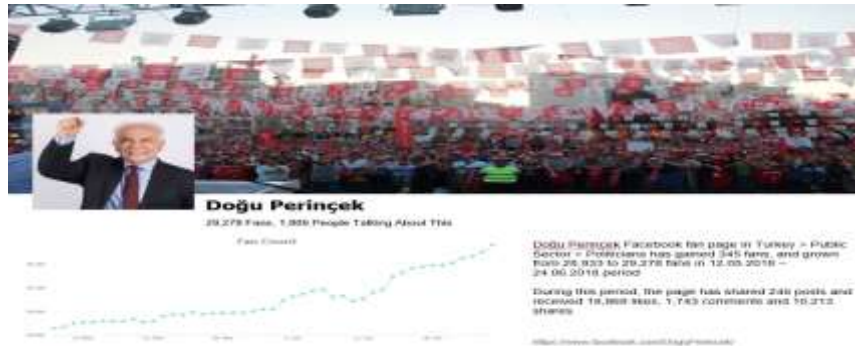 Doğu Perinçek
29,278 Fans, 1,986 People Talking About This
Fan Count
Doğu Perinçek Facebook fan page in Turkey > Public
Sector > Politicians has gained 345 fans, and grown
from 28,933 to 29,278 fans in 12.05.2018 –
24.06.2018 period
During this period, the page has shared 246 posts and
received 18,868 likes, 1,743 comments and 10,213
shares